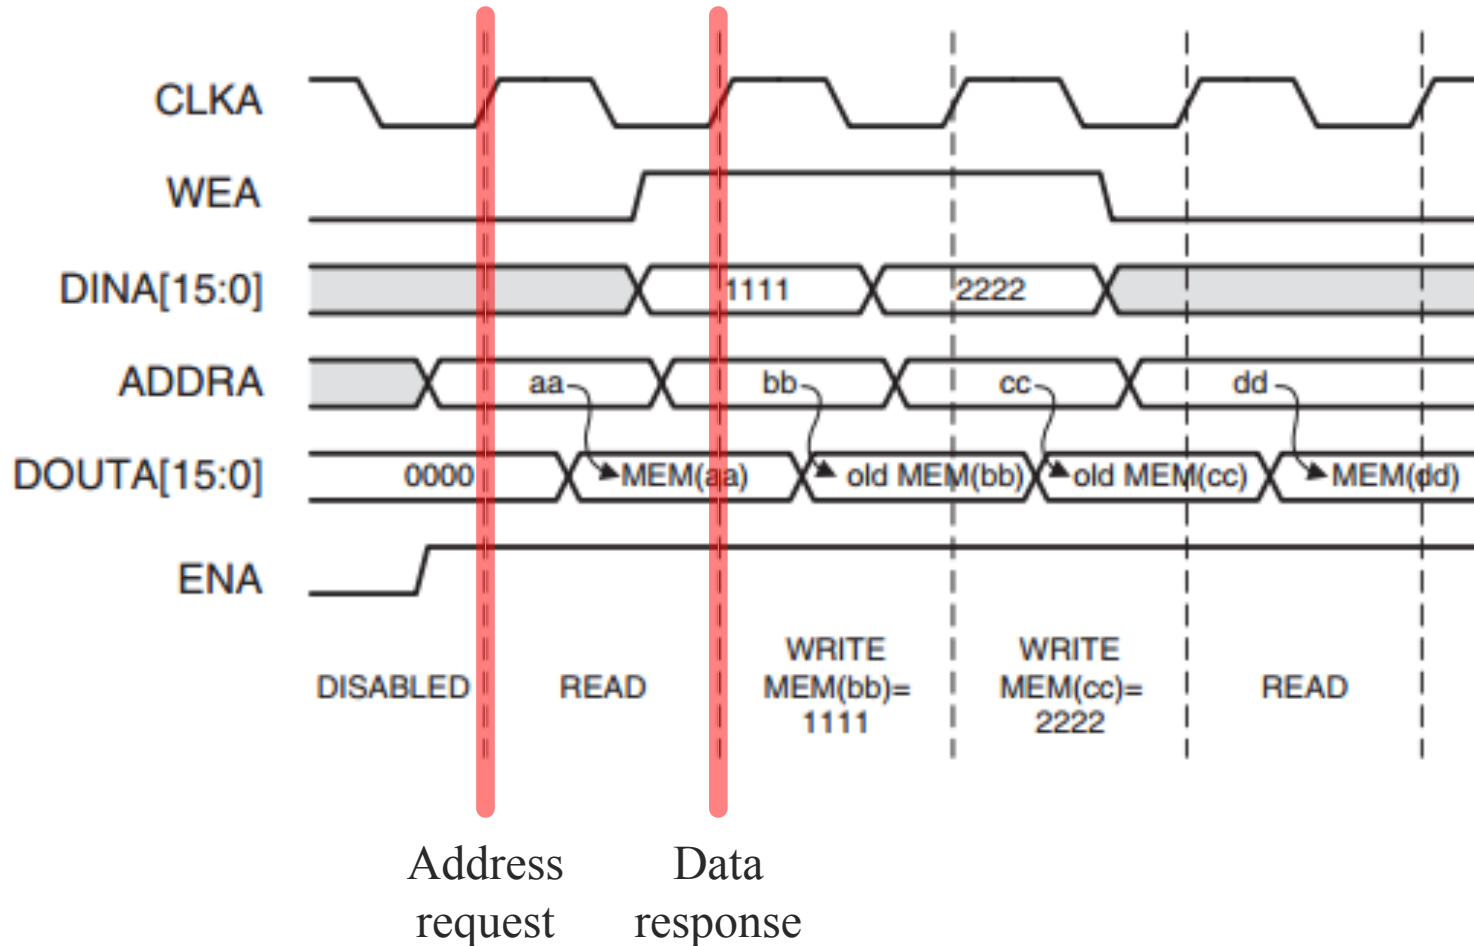 CLKA
WEA
DINA[15:0]
1111
2222
ADDRA
aa
bb
cc
dd
DOUTA[15:0]
0000
MEM(aa)
old MEM(bb)
old MEM(cc)
MEM(dd)
ENA
DISABLED
READ
WRITE
MEM(bb)=
1111
WRITE
MEM(cc)=
2222
READ
Address
request
Data
response